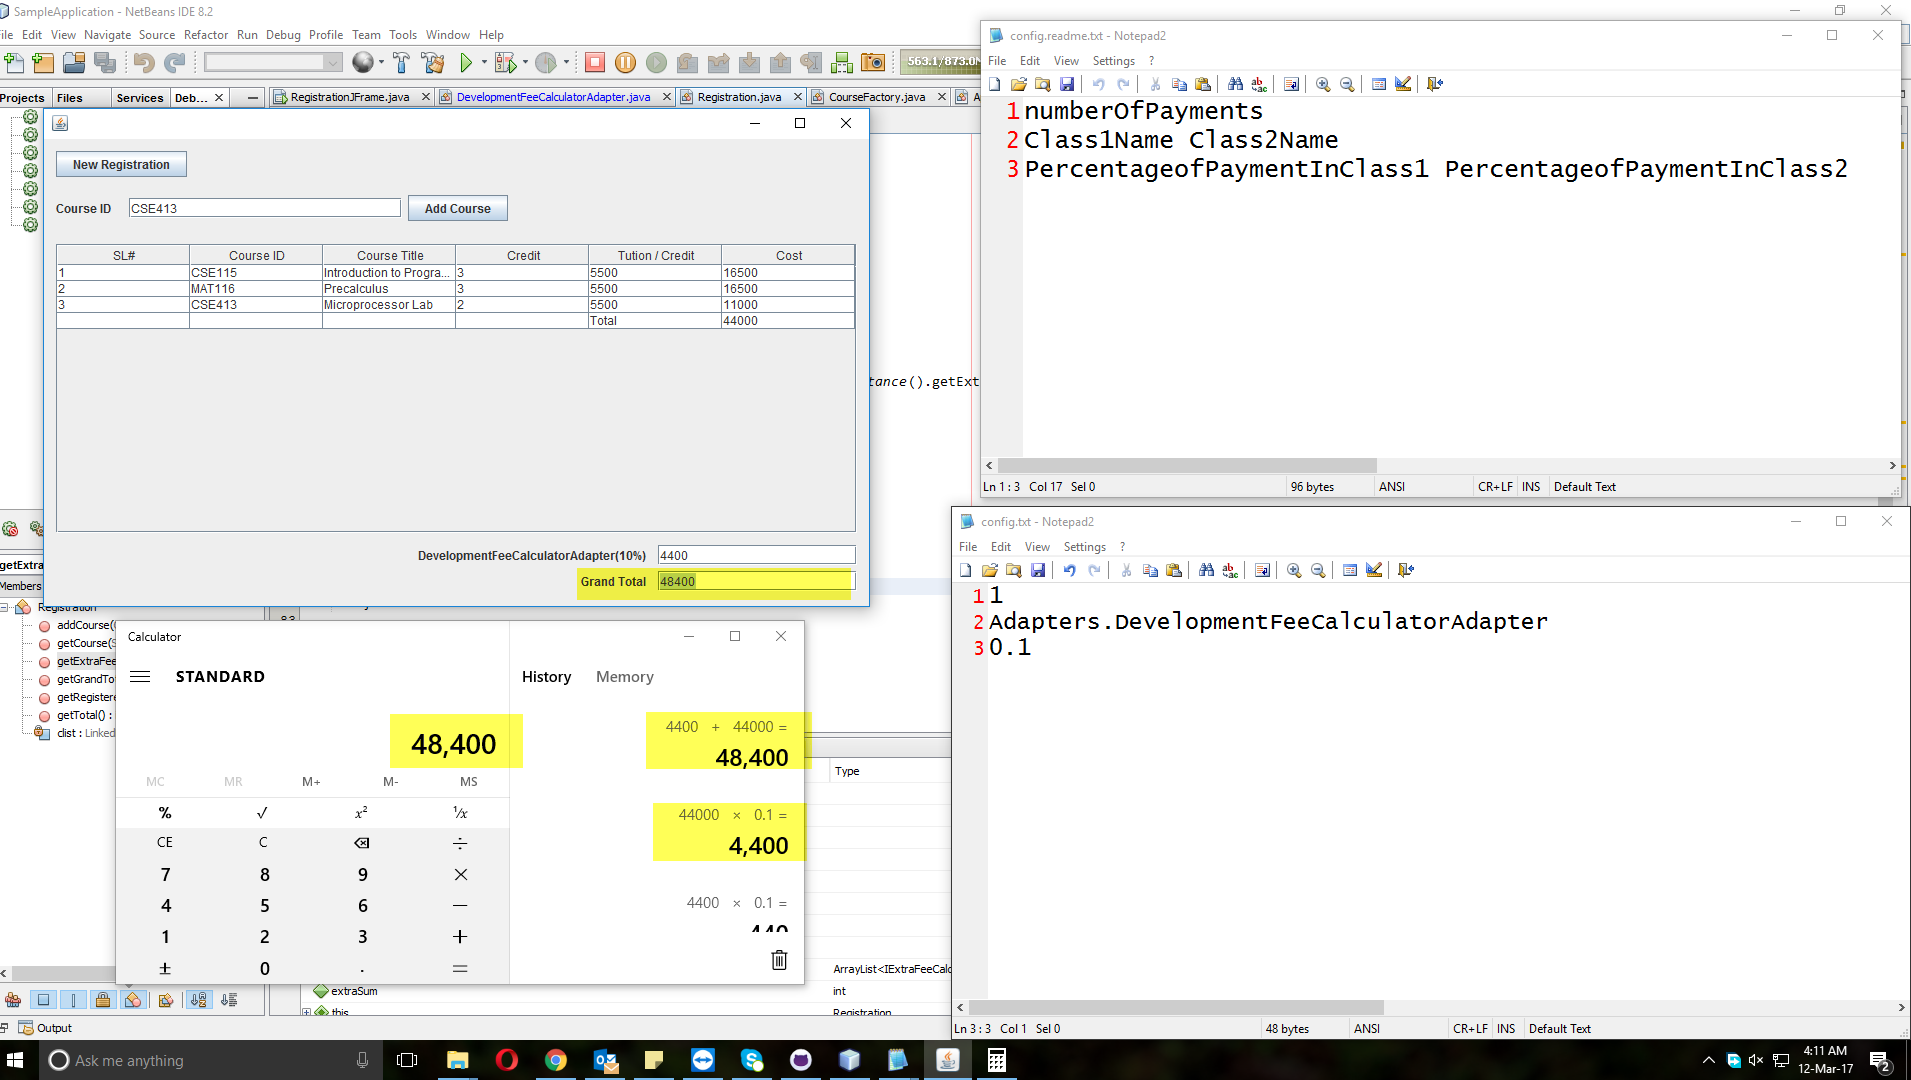 SampleApplication - NetBeans IDE 8.2
File Edit View Navigate Source Refactor Run Debug Profile Team Tools Window Help
563.1/873.0M
Projects Files Services Deb...
RegistrationJFrame.java DevelopmentFeeCalculatorAdapter.java Registration.java CourseFactory.java
New Registration
Course ID CSE413 Add Course
SL# Course ID Course Title Credit Tution / Credit Cost
1 CSE115 Introduction to Progra... 3 5500 16500
2 MAT116 Precalculus 3 5500 16500
3 CSE413 Microprocessor Lab 2 5500 11000
Total 44000
DevelopmentFeeCalculatorAdapter(10%) 4400
Grand Total 48400
tance().getExt
getExtra
Members
Registration
addCourse(
getCourse(S
getExtraFee
getGrandTo
getRegistere
getTotal() :
clist : Linked
83
Calculator
STANDARD
History Memory
48,400
MC MR M+ M- MS
% √ x² ¹/x
CE C ÷
7 8 9 ×
4 5 6 −
1 2 3 +
± 0 . =
4400 + 44000 =
48,400
44000 × 0.1 =
4,400
4400 × 0.1 =
440
Type
ArrayList<IExtraFeeCalc
extraSum int
this Registration
Output
config.readme.txt - Notepad2
File Edit View Settings ?
1 numberOfPayments
2 Class1Name Class2Name
3 PercentageofPaymentInClass1 PercentageofPaymentInClass2
Ln 1 : 3 Col 17 Sel 0 96 bytes ANSI CR+LF INS Default Text
config.txt - Notepad2
File Edit View Settings ?
1 1
2 Adapters.DevelopmentFeeCalculatorAdapter
3 0.1
Ln 3 : 3 Col 1 Sel 0 48 bytes ANSI CR+LF INS Default Text
Ask me anything
4:11 AM
12-Mar-17
2